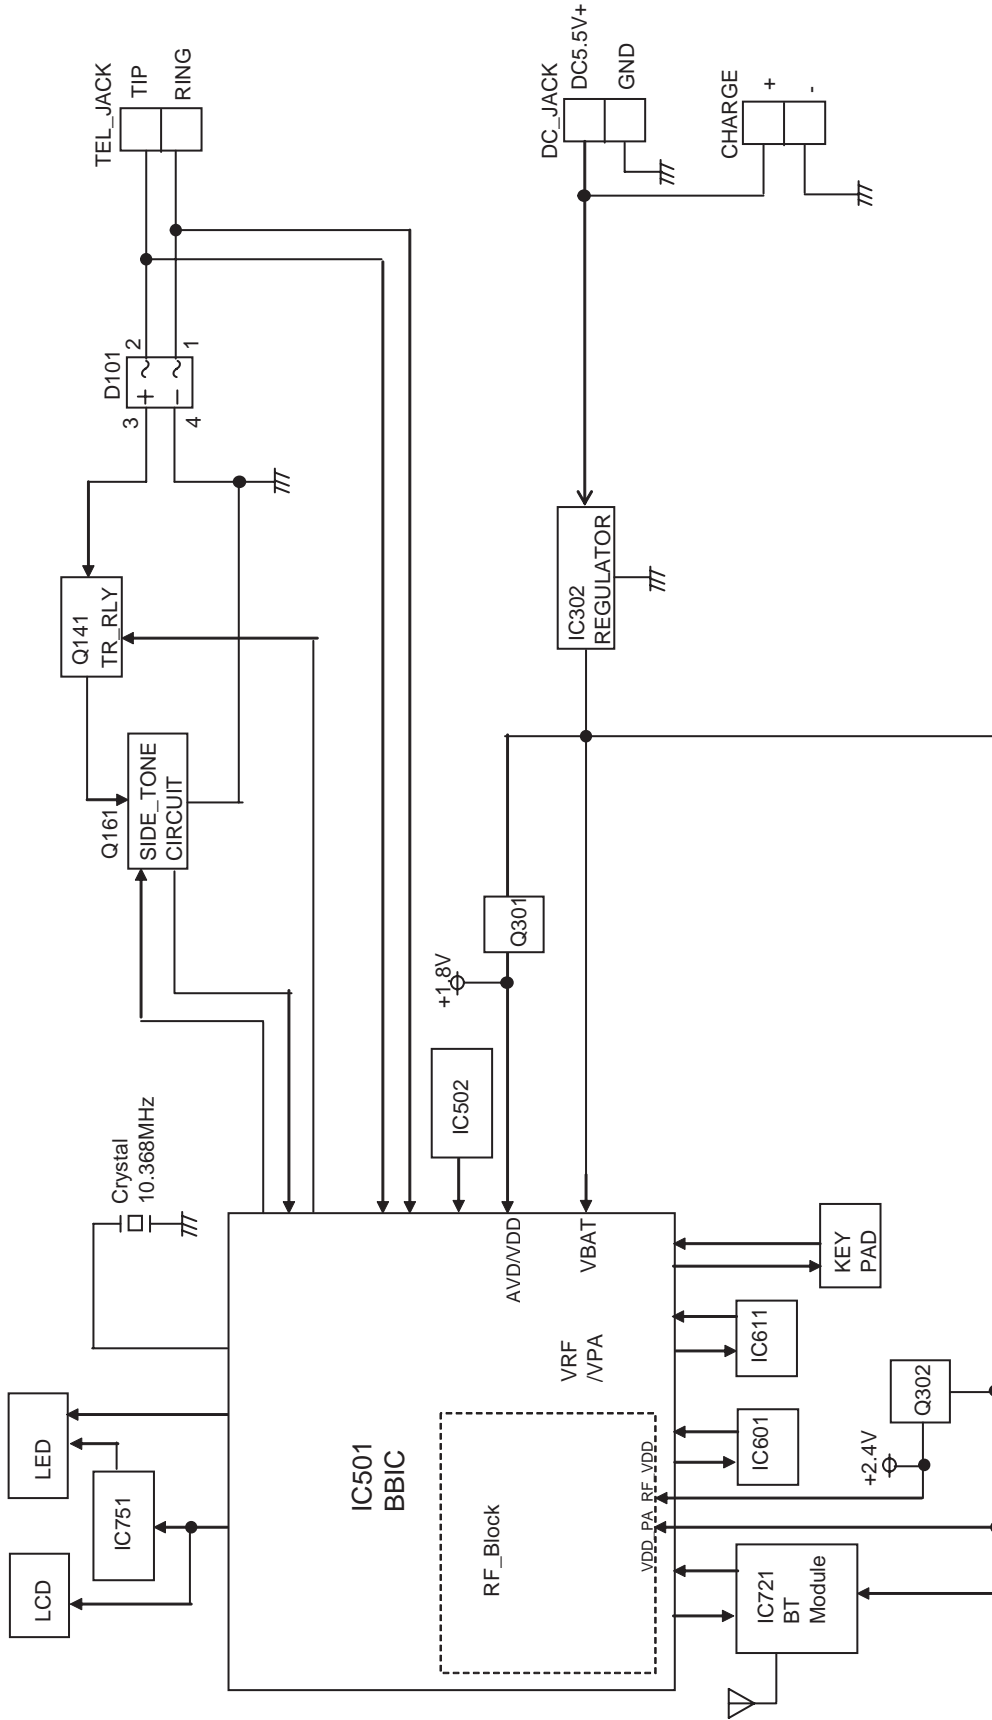 TEL_JACK
TIP
RING
DC_JACK
DC5.5V+
GND
CHARGE
+
-
D101
2
1
3
4
+
~
−
~
Q141
TR_RLY
Q161
SIDE_TONE
CIRCUIT
IC302
REGULATOR
Q301
+1.8V
IC502
Crystal
10.368MHz
AVD/VDD
VBAT
VRF
/VPA
KEY
PAD
IC611
IC601
Q302
+2.4V
LED
IC751
LCD
IC501
BBIC
RF_Block
VDD_PA
RF_VDD
IC721
BT
Module